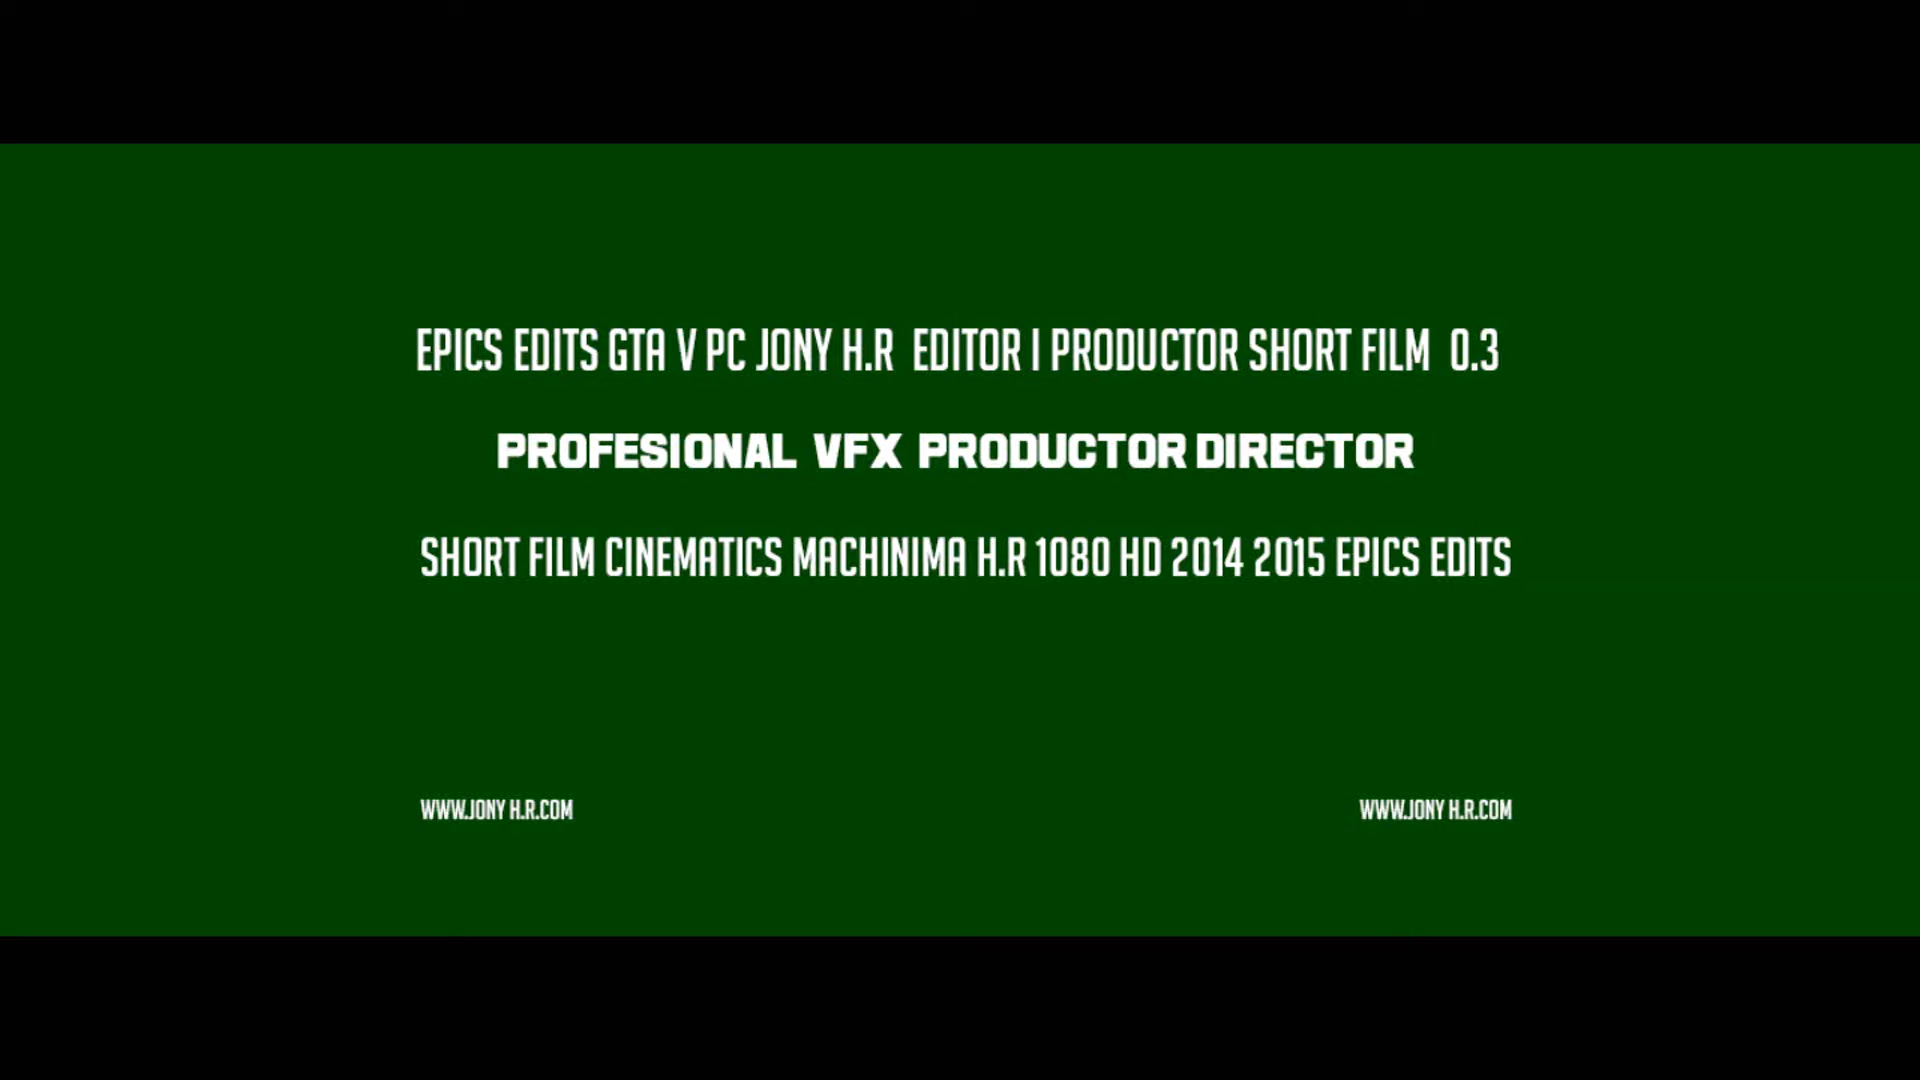 EPICS EDITS GTA V PC JONY H.R EDITOR I PRODUCTOR SHORT FILM 0.3
PROFESIONAL VFX PRODUCTOR DIRECTOR
SHORT FILM CINEMATICS MACHINIMA H.R 1080 HD 2014 2015 EPICS EDITS
WWW.JONY H.R.COM
WWW.JONY H.R.COM